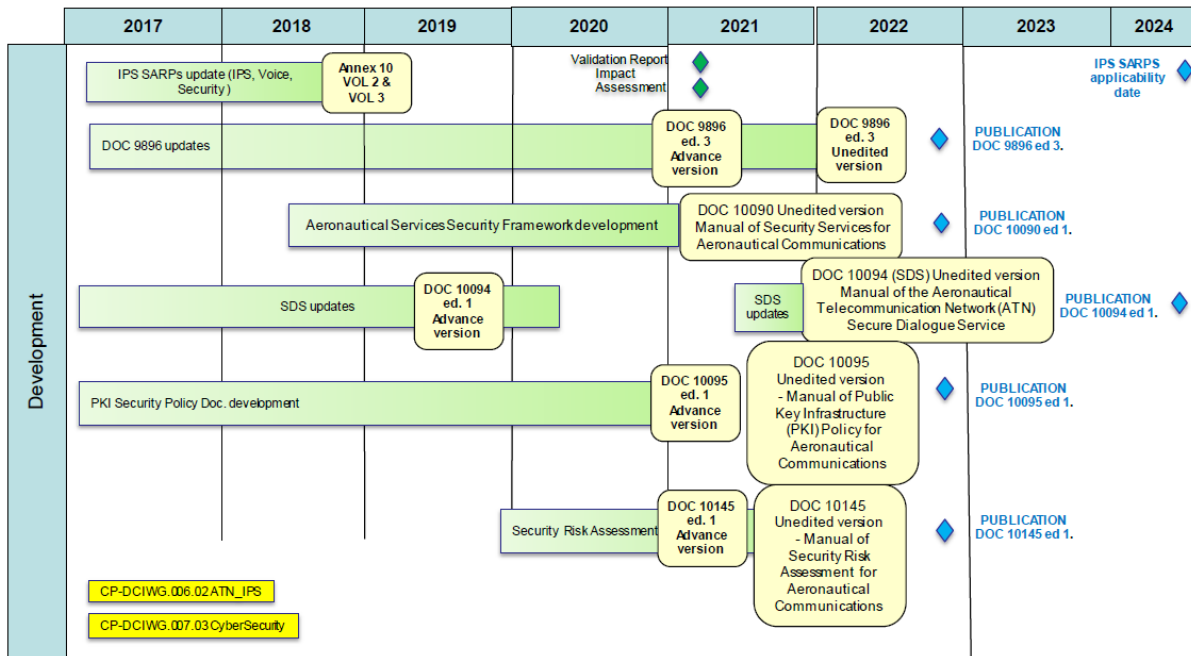 2017 2018 2019 2020 2021 2022 2023 2024
Development
IPS SARPs update (IPS, Voice,
Security )
Annex 10
VOL 2 &
VOL 3
Validation Report
Impact
Assessment
IPS SARPS
applicability
date
DOC 9896 updates
DOC 9896
ed. 3
Advance
version
DOC 9896
ed. 3
Unedited
version
PUBLICATION
DOC 9896 ed 3.
Aeronautical Services Security Framework development
DOC 10090 Unedited version
Manual of Security Services for
Aeronautical Communications
PUBLICATION
DOC 10090 ed 1.
SDS updates
DOC 10094
ed. 1
Advance
version
SDS
updates
DOC 10094 (SDS) Unedited version
Manual of the Aeronautical
Telecommunication Network (ATN)
Secure Dialogue Service
PUBLICATION
DOC 10094 ed 1.
PKI Security Policy Doc. development
DOC 10095
ed. 1
Advance
version
DOC 10095
Unedited version
- Manual of Public
Key Infrastructure
(PKI) Policy for
Aeronautical
Communications
PUBLICATION
DOC 10095 ed 1.
Security Risk Assessment
DOC 10145
ed. 1
Advance
version
DOC 10145
Unedited version
- Manual of
Security Risk
Assessment for
Aeronautical
Communications
PUBLICATION
DOC 10145 ed 1.
CP-DCIWG.006.02 ATN_IPS
CP-DCIWG.007.03 CyberSecurity